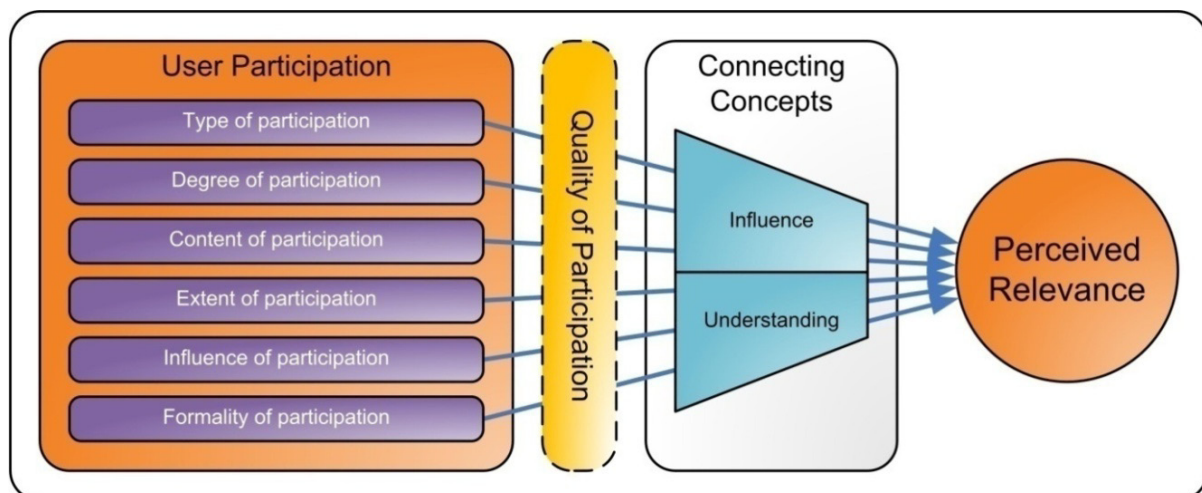 User Participation
Type of participation
Degree of participation
Content of participation
Extent of participation
Influence of participation
Formality of participation
Quality of Participation
Connecting
Concepts
Influence
Understanding
Perceived
Relevance